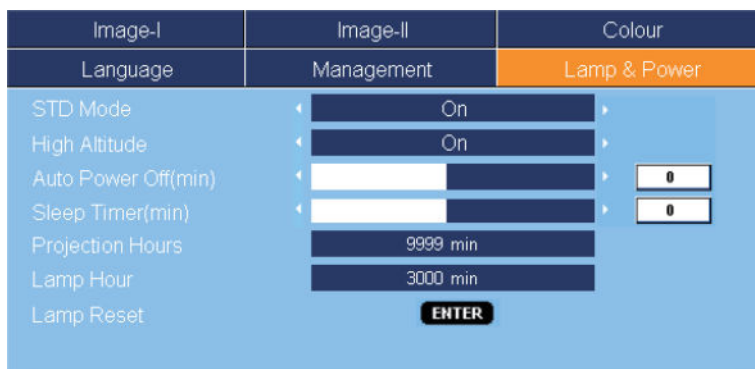 Image-I Image-II Colour
Language Management Lamp & Power
STD Mode On
High Altitude On
Auto Power Off(min) 0
Sleep Timer(min) 0
Projection Hours 9999 min
Lamp Hour 3000 min
Lamp Reset ENTER